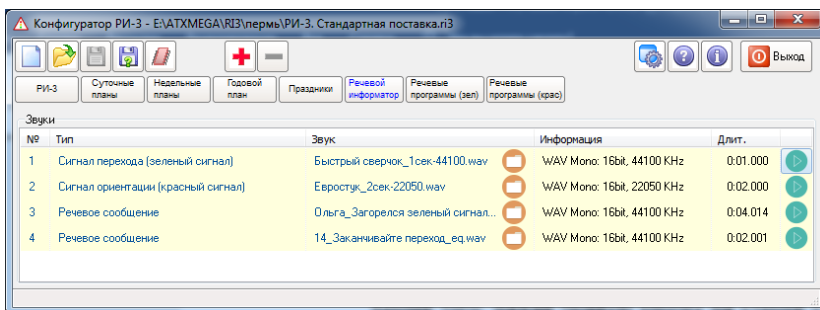 Конфигуратор РИ-3 - E:\ATXMEGA\RI3\пермь\РИ-3. Стандартная поставка.ri3
Выход
РИ-3 Суточные планы Недельные планы Годовой план Праздники Речевой информатор Речевые программы (зел) Речевые программы (крас)
Звуки
№ Тип Звук Информация Длит.
1 Сигнал перехода (зеленый сигнал) Быстрый сверчок_1сек-44100.wav WAV Mono: 16bit, 44100 KHz 0:01.000
2 Сигнал ориентации (красный сигнал) Евростук_2сек-22050.wav WAV Mono: 16bit, 22050 KHz 0:02.000
3 Речевое сообщение Ольга_Загорелся зеленый сигнал... WAV Mono: 16bit, 44100 KHz 0:04.014
4 Речевое сообщение 14_Заканчивайте переход_eq.wav WAV Mono: 16bit, 44100 KHz 0:02.001